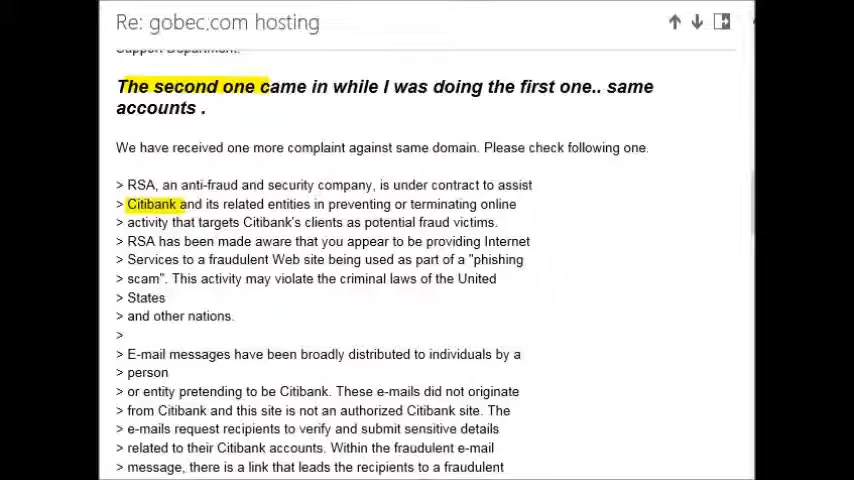 Re: gobec.com hosting
Support Department.
The second one came in while I was doing the first one.. same
accounts .
We have received one more complaint against same domain. Please check following one.
> RSA, an anti-fraud and security company, is under contract to assist
> Citibank and its related entities in preventing or terminating online
> activity that targets Citibank's clients as potential fraud victims.
> RSA has been made aware that you appear to be providing Internet
> Services to a fraudulent Web site being used as part of a "phishing
> scam". This activity may violate the criminal laws of the United
> States
> and other nations.
>
> E-mail messages have been broadly distributed to individuals by a
> person
> or entity pretending to be Citibank. These e-mails did not originate
> from Citibank and this site is not an authorized Citibank site. The
> e-mails request recipients to verify and submit sensitive details
> related to their Citibank accounts. Within the fraudulent e-mail
> message, there is a link that leads the recipients to a fraudulent